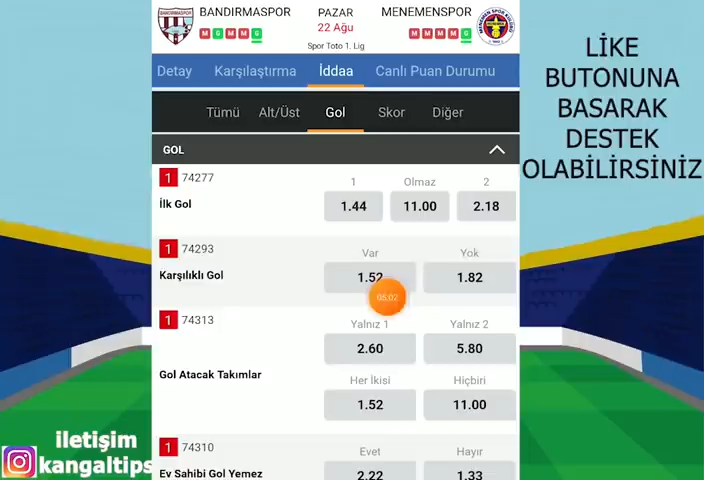 BANDIRMASPOR
M G M M G
PAZAR
22 Ağu
Spor Toto 1. Lig
MENEMENSPOR
M M M M G
Detay Karşılaştırma İddaa Canlı Puan Durumu
Tümü Alt/Üst Gol Skor Diğer
GOL
1 74277
1 Olmaz 2
İlk Gol 1.44 11.00 2.18
1 74293
Var Yok
Karşılıklı Gol 1.52 1.82
05:02
1 74313
Yalnız 1 Yalnız 2
2.60 5.80
Gol Atacak Takımlar
Her İkisi Hiçbiri
1.52 11.00
1 74310
Evet Hayır
Ev Sahibi Gol Yemez 2.22 1.33
LİKE
BUTONUNA
BASARAK
DESTEK
OLABİLİRSİNİZ
iletişim
kangaltips